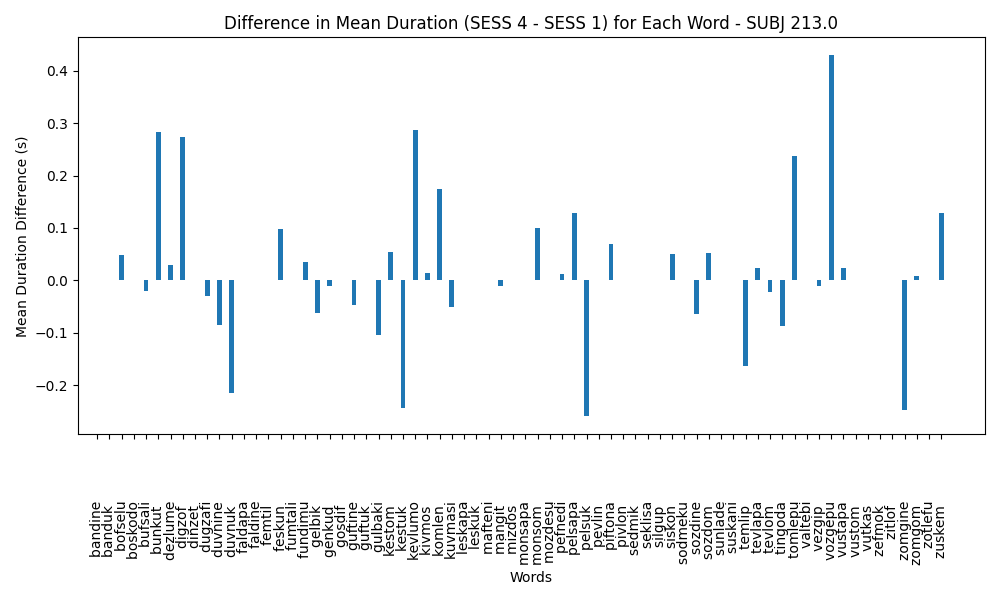 Difference in Mean Duration (SESS 4 - SESS 1) for Each Word - SUBJ 213.0
Mean Duration Difference (s)
0.4
0.3
0.2
0.1
0.0
−0.1
−0.2
bandine
banduk
bofselu
boskodo
bufsali
bunkut
dezlume
digzof
dinzet
dugzafi
duvnine
duvnuk
faldapa
faldine
femtil
feskun
fumtali
fundimu
gelbik
genkud
gosdif
guftine
guftuk
gulbaki
kestom
kestuk
kevlumo
kivmos
komlen
kuvmasi
leskapa
leskuk
mafteni
mangit
mizdos
monsapa
monsom
mozdesu
pernedi
pelsapa
pelsuk
pevlin
piftona
pivlon
sedmik
seklisa
silgup
siskon
sodmeku
sozdine
sozdom
sunlade
suskani
temlip
tevlapa
tevlom
tingoda
tomlepu
valtebi
vezgip
vozgepu
vustapa
vustom
vutkas
zefmok
zitlof
zomgine
zomgom
zotlefu
zuskem
Words